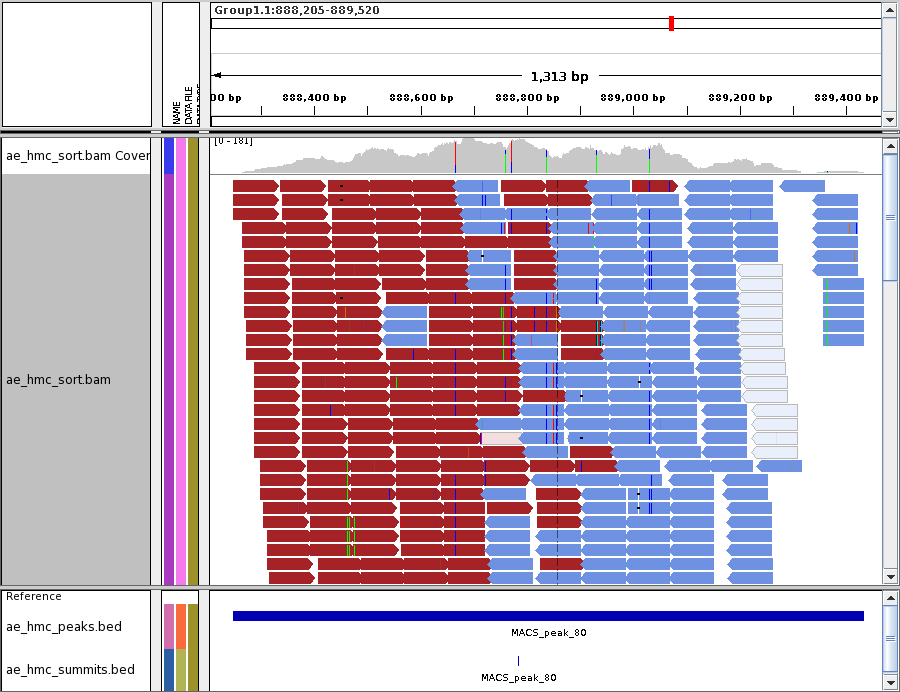 Group1.1:888,205-889,520
1,313 bp
00 bp 888,400 bp 888,600 bp 888,800 bp 889,000 bp 889,200 bp 889,400 bp
NAME
DATA FILE
[0 - 181]
ae_hmc_sort.bam Cover
ae_hmc_sort.bam
Reference
ae_hmc_peaks.bed
MACS_peak_80
ae_hmc_summits.bed
MACS_peak_80